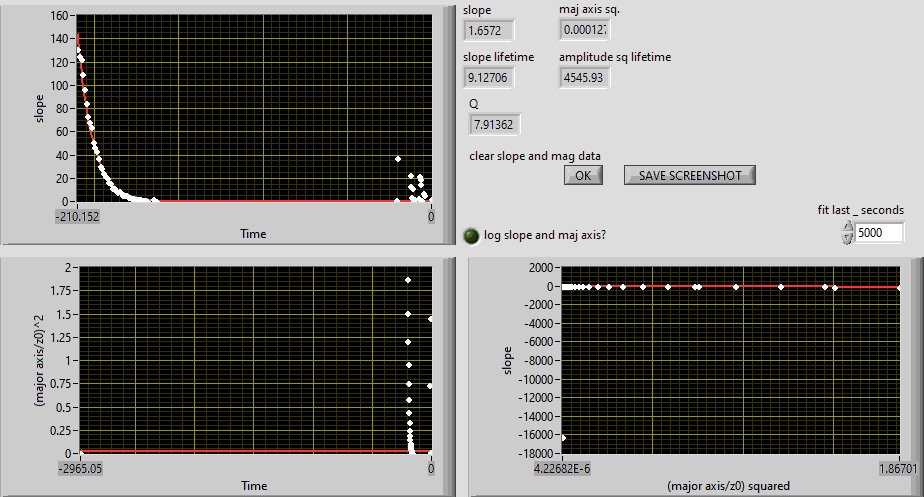 slope
maj axis sq.
1.6572
0.000127
slope lifetime
amplitude sq lifetime
9.12706
4545.93
Q
7.91362
clear slope and mag data
OK
SAVE SCREENSHOT
fit last _ seconds
5000
log slope and maj axis?
160
140
120
100
80
60
40
20
0
slope
-210.152
0
Time
2
1.75
1.5
1.25
1
0.75
0.5
0.25
0
(major axis/z0)^2
-2965.05
0
Time
2000
0
-2000
-4000
-6000
-8000
-10000
-12000
-14000
-16000
-18000
slope
4.22682E-6
1.86701
(major axis/z0) squared